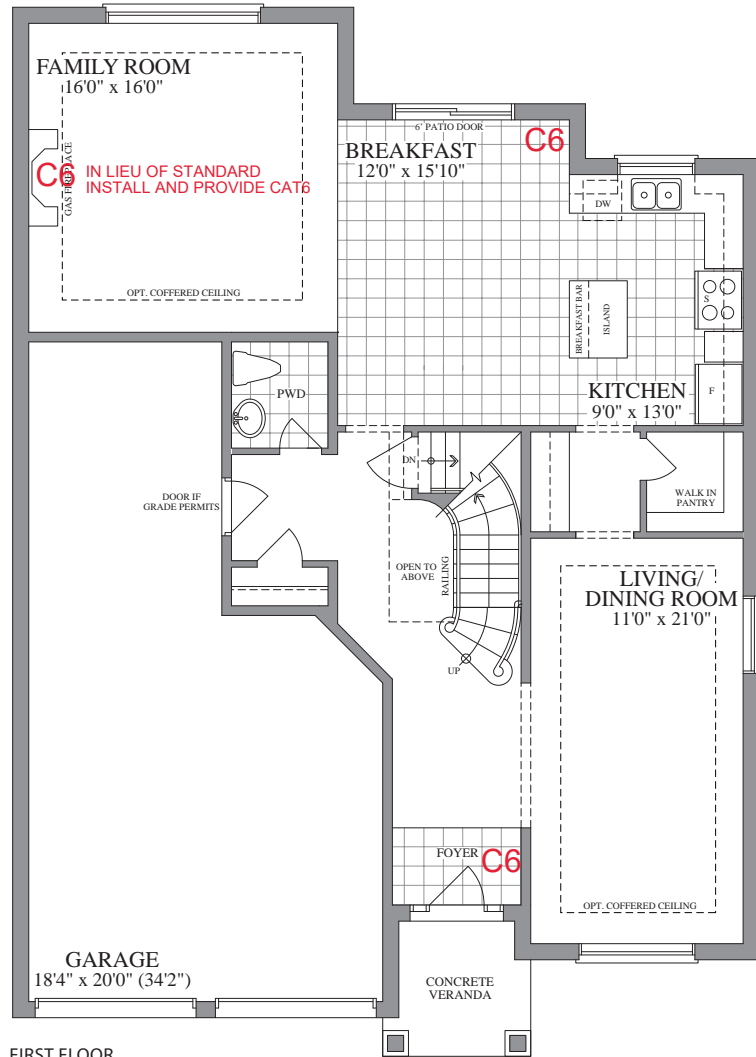 FAMILY ROOM
16'0" x 16'0"
C6 IN LIEU OF STANDARD
INSTALL AND PROVIDE CAT6
GAS FIREPLACE
OPT. COFFERED CEILING
6' PATIO DOOR
C6
BREAKFAST
12'0" x 15'10"
DW
BREAKFAST BAR
ISLAND
S
F
KITCHEN
9'0" x 13'0"
PWD
DN
WALK IN
PANTRY
DOOR IF
GRADE PERMITS
OPEN TO
ABOVE
RAILING
UP
LIVING/
DINING ROOM
11'0" x 21'0"
OPT. COFFERED CEILING
FOYER
C6
GARAGE
18'4" x 20'0" (34'2")
CONCRETE
VERANDA
FIRST FLOOR